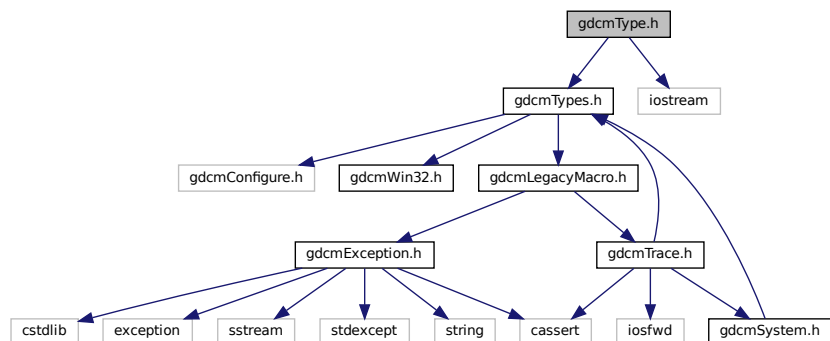 gdcmType.h
gdcmTypes.h
iostream
gdcmConfigure.h
gdcmWin32.h
gdcmLegacyMacro.h
gdcmException.h
gdcmTrace.h
cstdlib
exception
sstream
stdexcept
string
cassert
iosfwd
gdcmSystem.h